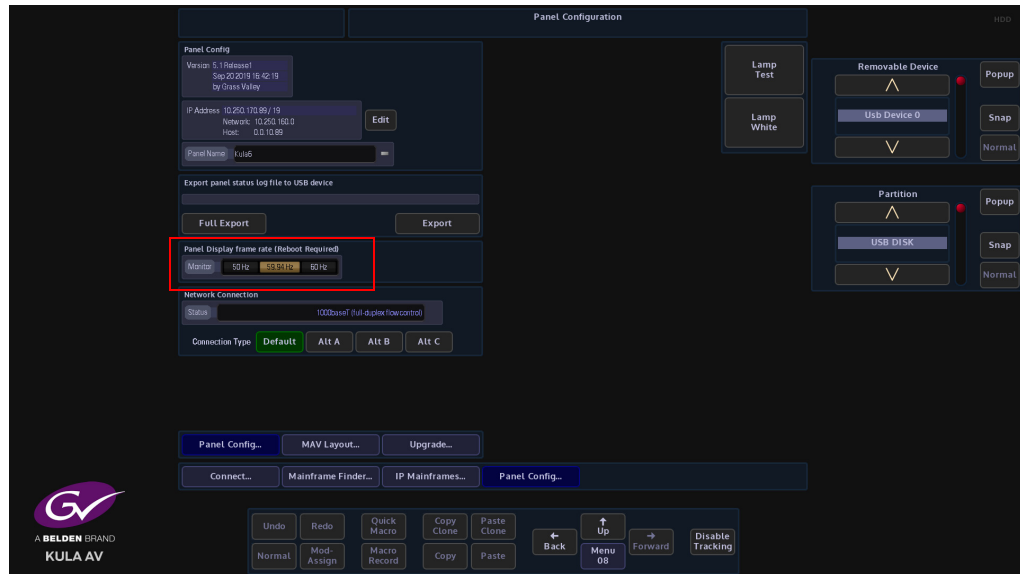 Panel Configuration
HDD
Panel Config
Version 5.1 Release1
Sep 20 2019 16:42:19
by Grass Valley
IP Address 10.250.170.89 / 19
Network: 10.250.160.0
Host: 0.0.10.89
Edit
Panel Name Kula6
Export panel status log file to USB device
Full Export
Export
Panel Display frame rate (Reboot Required)
Monitor 50 Hz 59.94 Hz 60 Hz
Network Connection
Status 1000baseT (full-duplex flowcontrol)
Connection Type Default Alt A Alt B Alt C
Lamp
Test
Lamp
White
Removable Device
Usb Device 0
Popup
Snap
Normal
Partition
USB DISK
Popup
Snap
Normal
Panel Config... MAV Layout... Upgrade...
Connect... Mainframe Finder... IP Mainframes... Panel Config...
GV
A BELDEN BRAND
KULA AV
Undo
Redo
Quick
Macro
Copy
Clone
Paste
Clone
Normal
Mod-
Assign
Macro
Record
Copy
Paste
Back
Up
Menu
08
Forward
Disable
Tracking